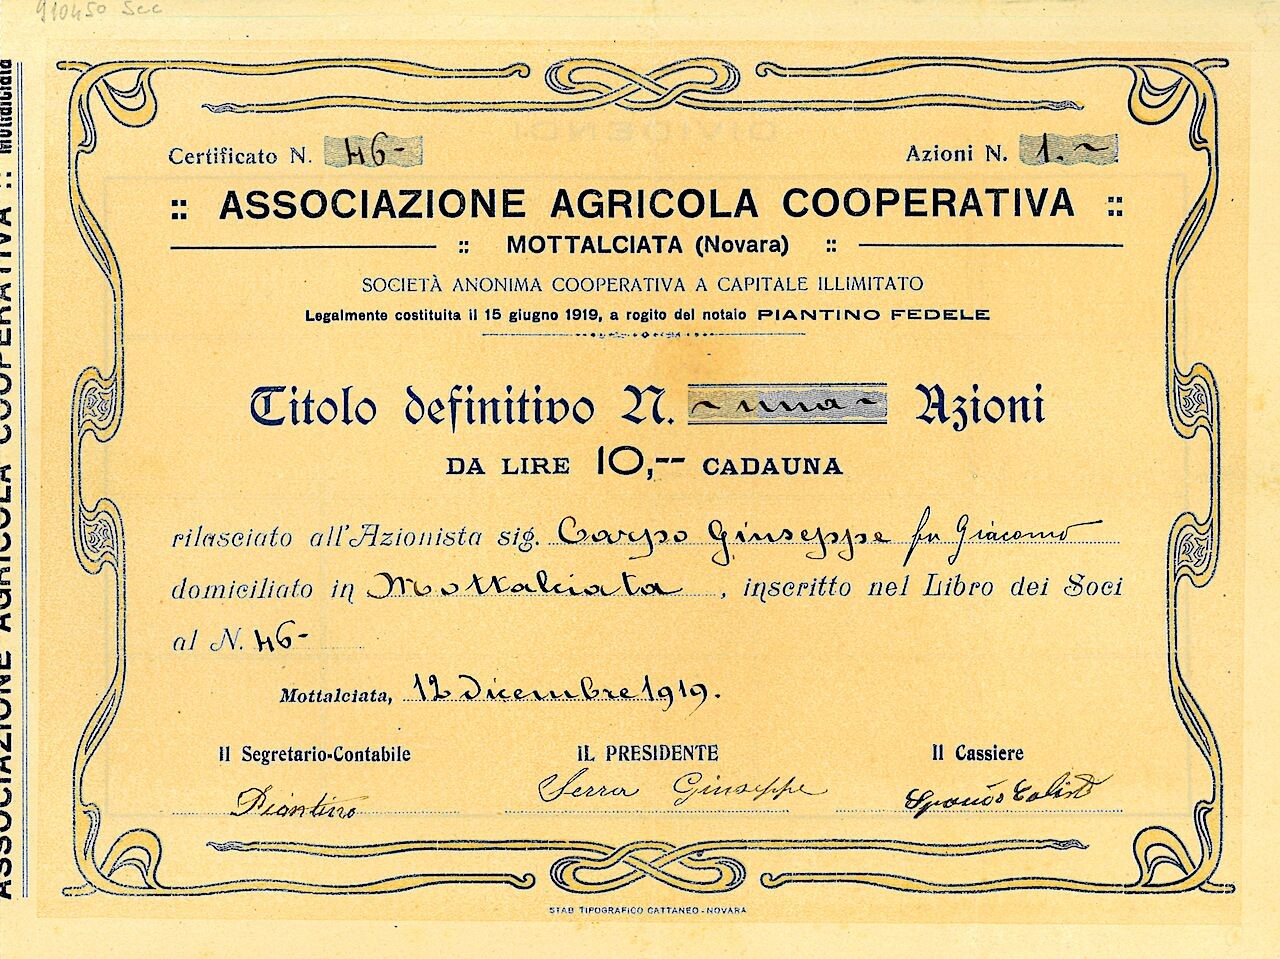 910450 Scc
Certificato N. 46-
Azioni N. 1.~
:: ASSOCIAZIONE AGRICOLA COOPERATIVA ::
:: MOTTALCIATA (Novara) ::
SOCIETÀ ANONIMA COOPERATIVA A CAPITALE ILLIMITATO
Legalmente costituita il 15 giugno 1919, a rogito del notaio PIANTINO FEDELE
Titolo definitivo N. ~ una ~ Azioni
DA LIRE 10,-- CADAUNA
rilasciato all'Azionista sig. Carpo Giuseppe fu Giacomo
domiciliato in Mottalciata, inscritto nel Libro dei Soci
al N. 46-
Mottalciata, 12 Dicembre 1919.
Il Segretario-Contabile
IL PRESIDENTE
Il Cassiere
Piantino
Serra Giuseppe
STAB TIPOGRAFICO CATTANEO - NOVARA
ASSOCIAZIONE AGRICOLA COOPERATIVA :: Mottalciata